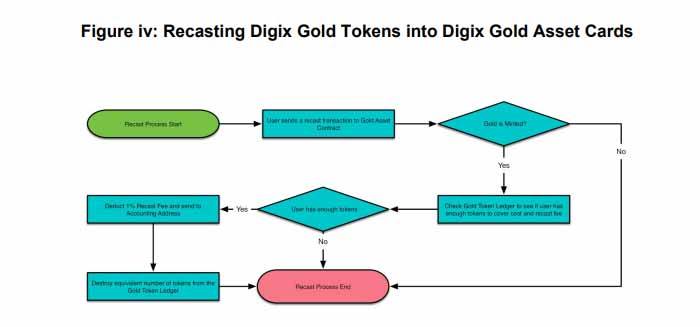 Figure iv: Recasting Digix Gold Tokens into Digix Gold Asset Cards
Recast Process Start
User sends a recast transaction to Gold Asset
Contract
Gold is Minted?
No
Yes
Deduct 1% Recast Fee and send to
Accounting Address
Yes
User has enough tokens
Check Gold Token Ledger to see if user has
enough tokens to cover cost and recast fee
No
Destroy equivalent number of tokens from the
Gold Token Ledger
Recast Process End